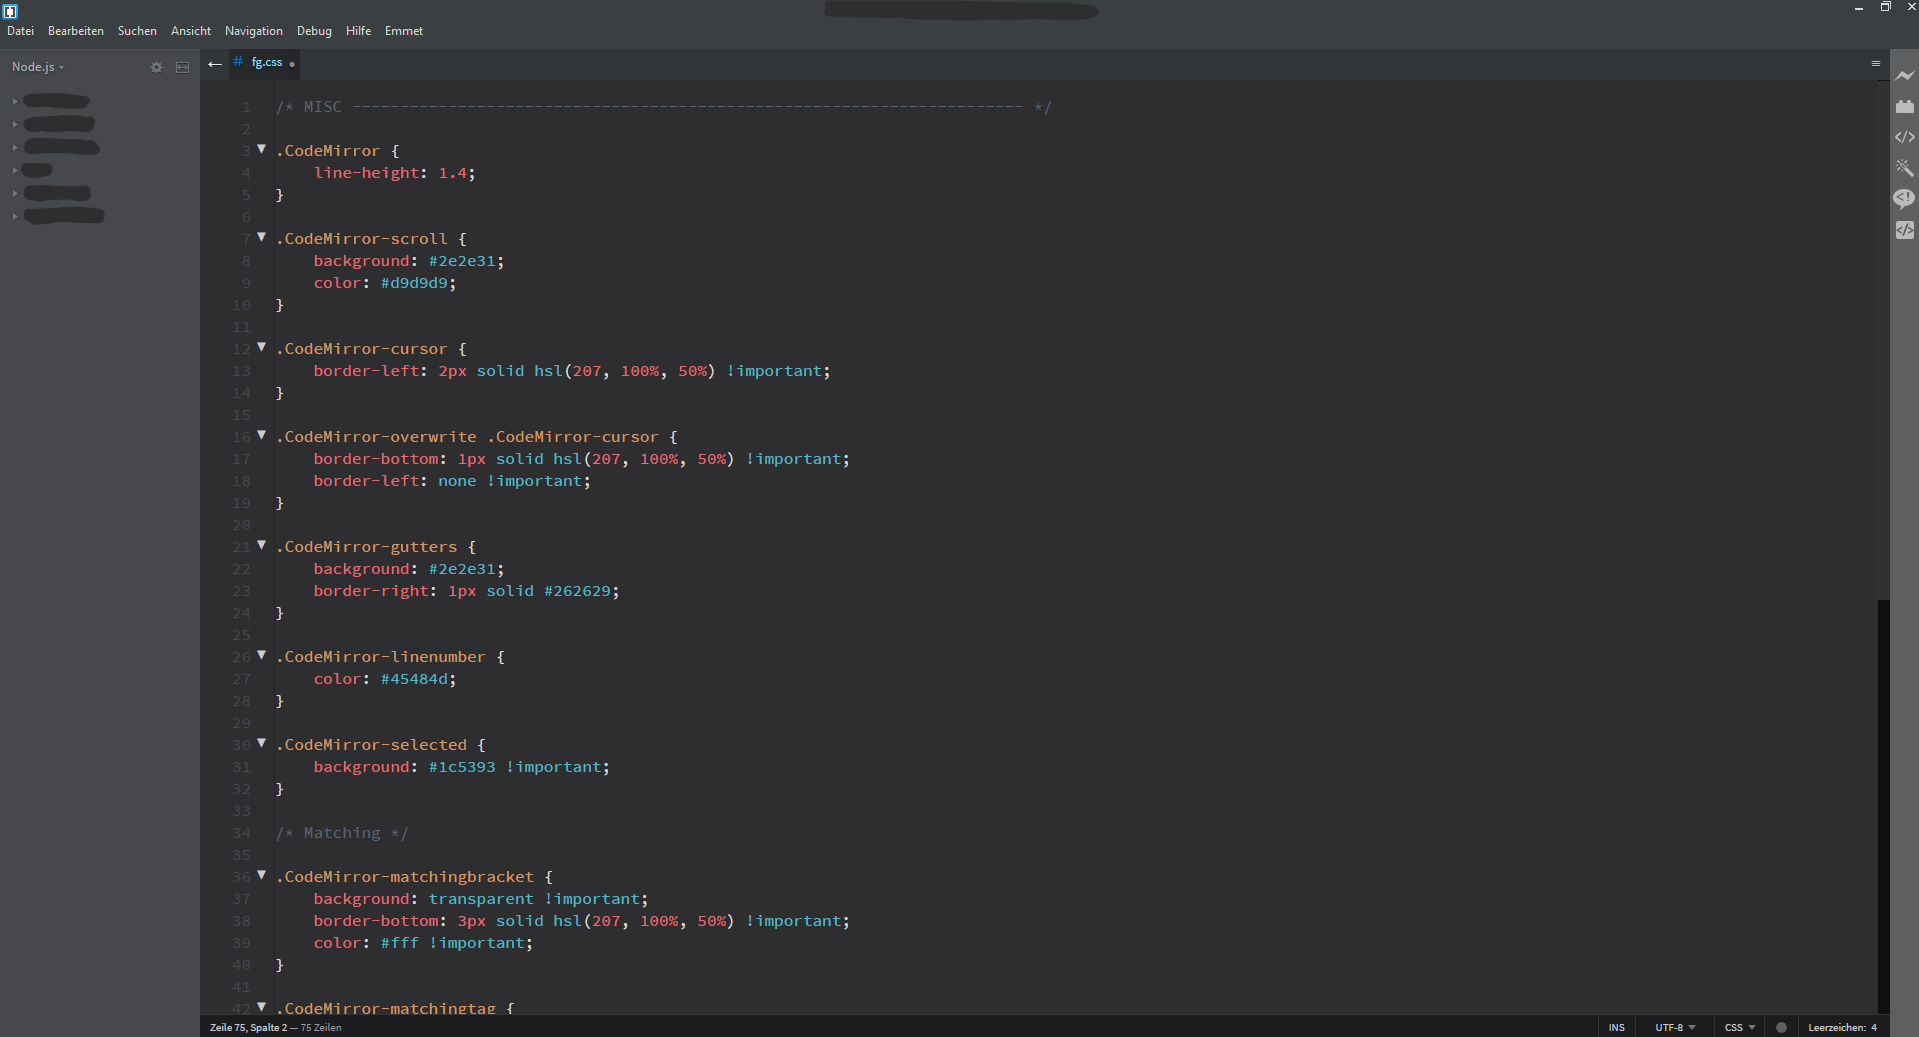 Datei Bearbeiten Suchen Ansicht Navigation Debug Hilfe Emmet
Node.js
# fg.css
1 /* MISC ---------------------------------------------------------------------- */
2
3 .CodeMirror {
4 line-height: 1.4;
5 }
6
7 .CodeMirror-scroll {
8 background: #2e2e31;
9 color: #d9d9d9;
10 }
11
12 .CodeMirror-cursor {
13 border-left: 2px solid hsl(207, 100%, 50%) !important;
14 }
15
16 .CodeMirror-overwrite .CodeMirror-cursor {
17 border-bottom: 1px solid hsl(207, 100%, 50%) !important;
18 border-left: none !important;
19 }
20
21 .CodeMirror-gutters {
22 background: #2e2e31;
23 border-right: 1px solid #262629;
24 }
25
26 .CodeMirror-linenumber {
27 color: #45484d;
28 }
29
30 .CodeMirror-selected {
31 background: #1c5393 !important;
32 }
33
34 /* Matching */
35
36 .CodeMirror-matchingbracket {
37 background: transparent !important;
38 border-bottom: 3px solid hsl(207, 100%, 50%) !important;
39 color: #fff !important;
40 }
41
42 .CodeMirror-matchingtag {
Zeile 75, Spalte 2 — 75 Zeilen INS UTF-8 CSS Leerzeichen: 4